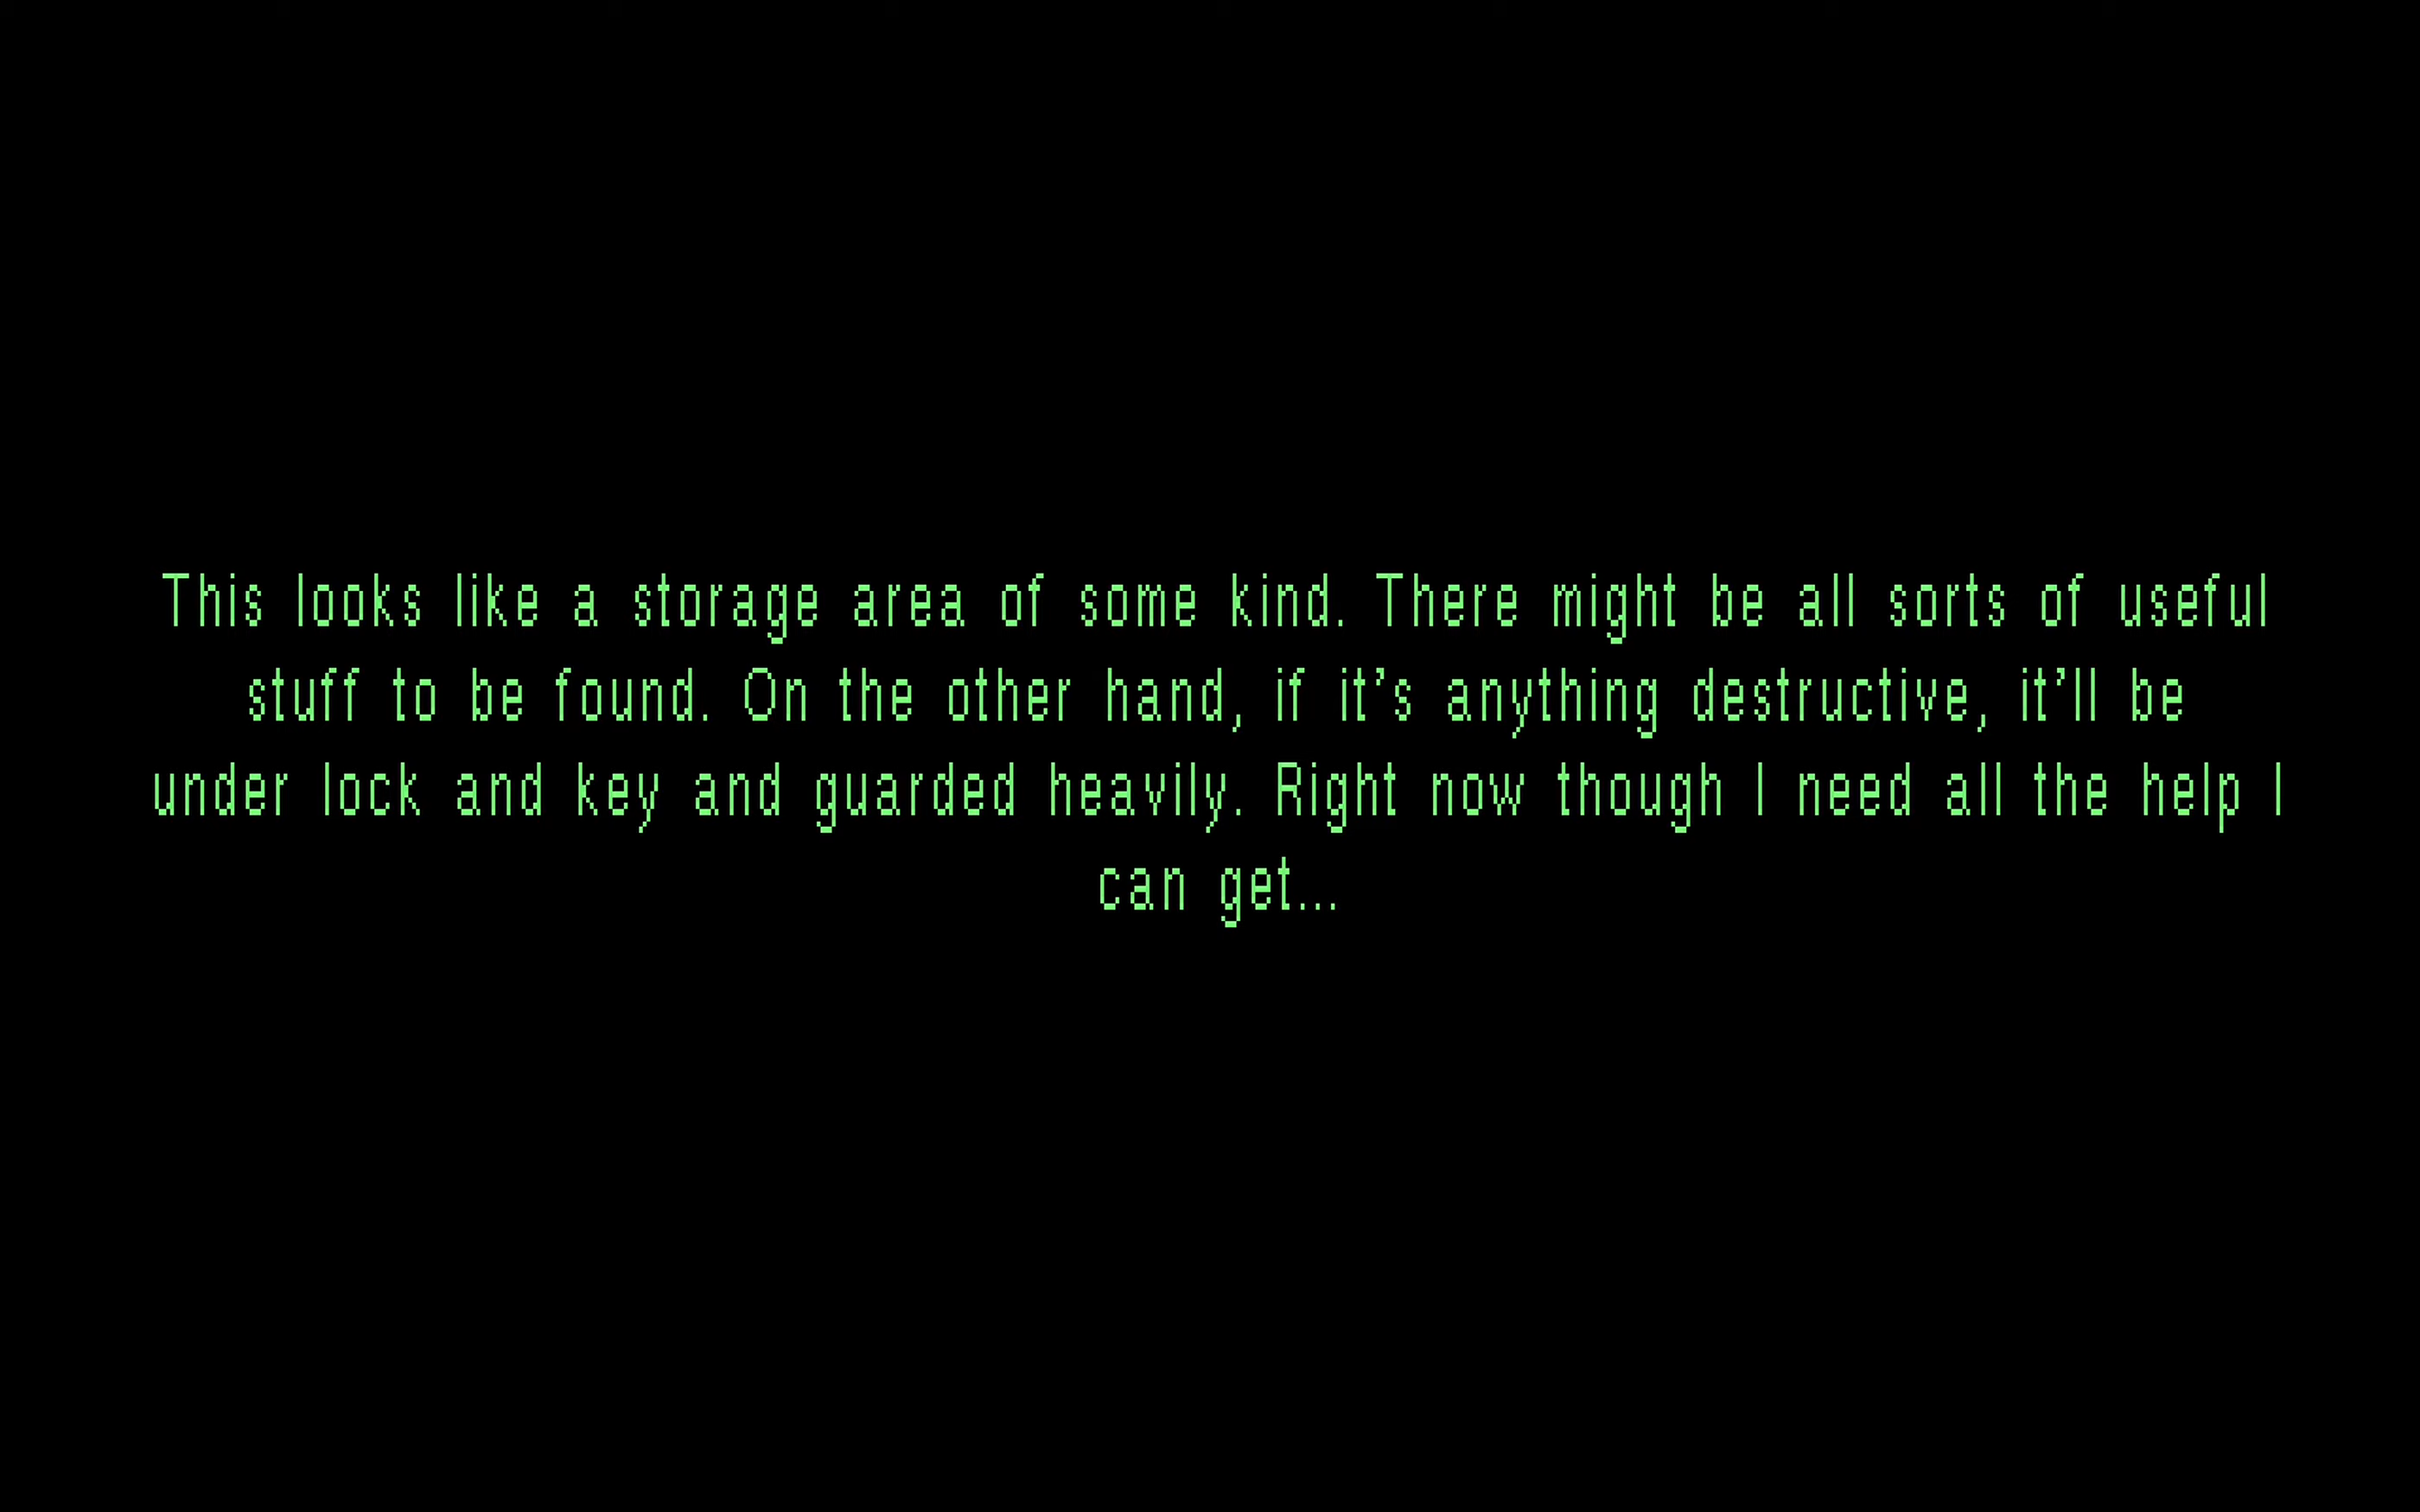 This looks like a storage area of some kind. There might be all sorts of useful
stuff to be found. On the other hand, if it's anything destructive, it'll be
under lock and key and guarded heavily. Right now though I need all the help I
can get...